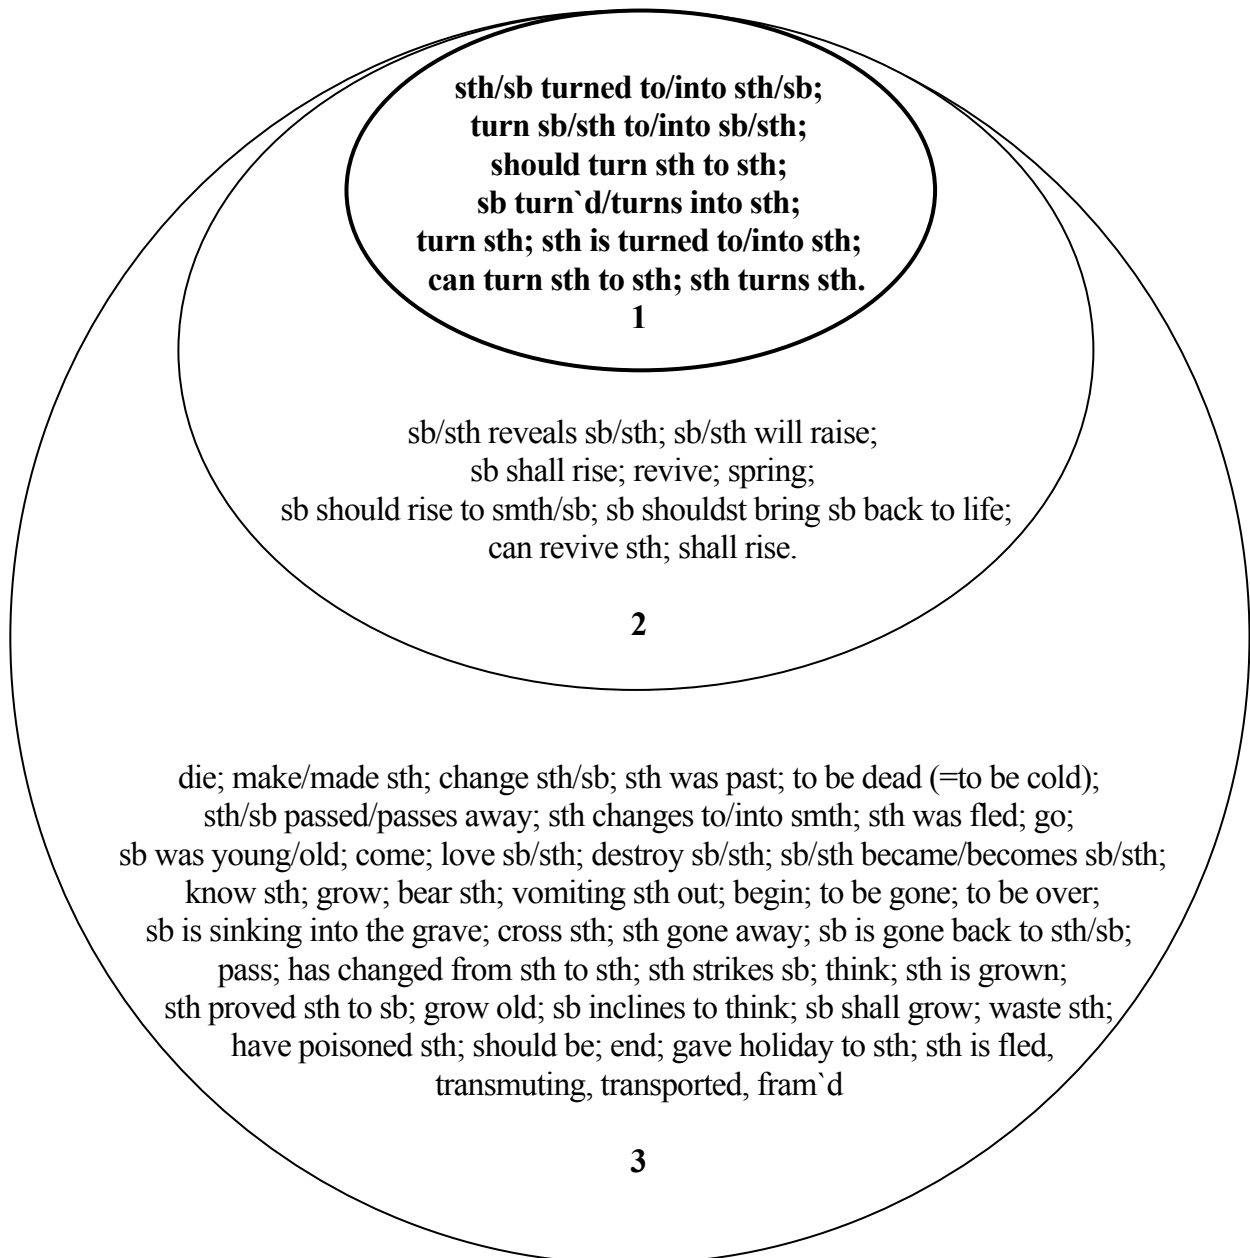 sth/sb turned to/into sth/sb;
turn sb/sth to/into sb/sth;
should turn sth to sth;
sb turn`d/turns into sth;
turn sth; sth is turned to/into sth;
can turn sth to sth; sth turns sth.
1
sb/sth reveals sb/sth; sb/sth will raise;
sb shall rise; revive; spring;
sb should rise to smth/sb; sb shouldst bring sb back to life;
can revive sth; shall rise.
2
die; make/made sth; change sth/sb; sth was past; to be dead (=to be cold);
sth/sb passed/passes away; sth changes to/into smth; sth was fled; go;
sb was young/old; come; love sb/sth; destroy sb/sth; sb/sth became/becomes sb/sth;
know sth; grow; bear sth; vomiting sth out; begin; to be gone; to be over;
sb is sinking into the grave; cross sth; sth gone away; sb is gone back to sth/sb;
pass; has changed from sth to sth; sth strikes sb; think; sth is grown;
sth proved sth to sb; grow old; sb inclines to think; sb shall grow; waste sth;
have poisoned sth; should be; end; gave holiday to sth; sth is fled,
transmuting, transported, fram`d
3